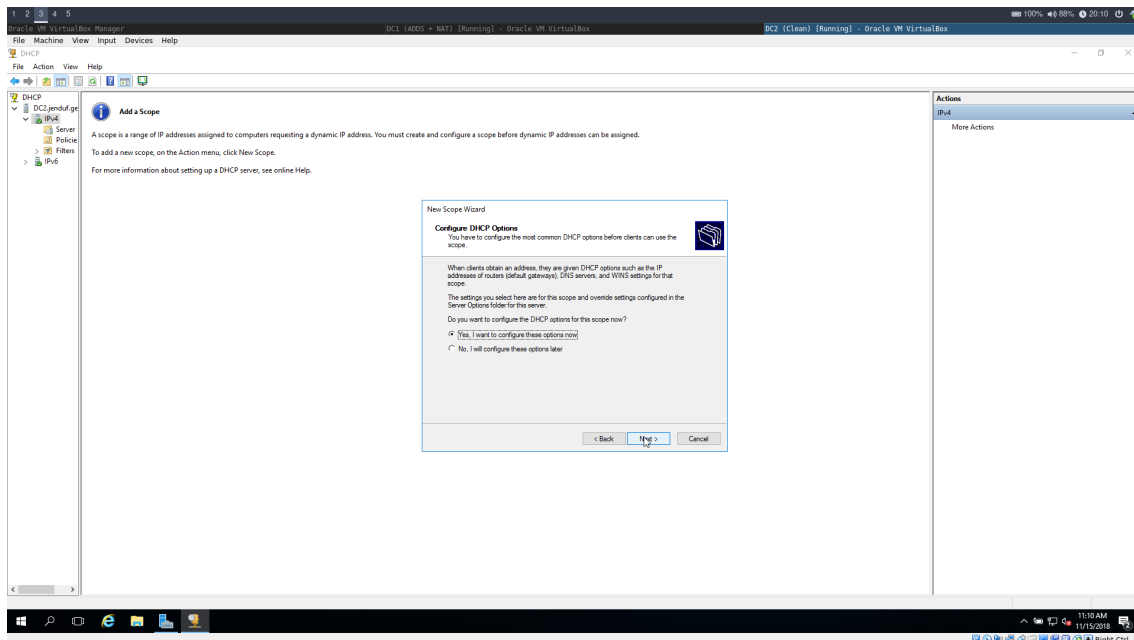 1 2 3 4 5
100% 88% 20:10
Oracle VM VirtualBox Manager
DC1 (ADDS + NAT) [Running] - Oracle VM VirtualBox
DC2 (Clean) [Running] - Oracle VM VirtualBox
File Machine View Input Devices Help
DHCP
File Action View Help
DHCP
DC2.jenduf.ge
IPv4
Server
Policie
Filters
IPv6
Add a Scope
A scope is a range of IP addresses assigned to computers requesting a dynamic IP address. You must create and configure a scope before dynamic IP addresses can be assigned.
To add a new scope, on the Action menu, click New Scope.
For more information about setting up a DHCP server, see online Help.
Actions
IPv4
More Actions
New Scope Wizard
Configure DHCP Options
You have to configure the most common DHCP options before clients can use the
scope.
When clients obtain an address, they are given DHCP options such as the IP
addresses of routers (default gateways), DNS servers, and WINS settings for that
scope.
The settings you select here are for this scope and override settings configured in the
Server Options folder for this server.
Do you want to configure the DHCP options for this scope now?
Yes, I want to configure these options now
No, I will configure these options later
< Back
Next >
Cancel
11:10 AM
11/15/2018
Right Ctrl